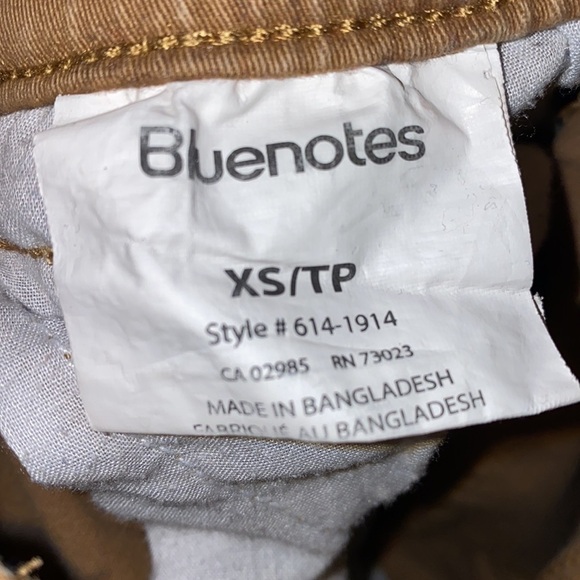 Bluenotes
XS/TP
Style # 614-1914
CA 02985 RN 73023
MADE IN BANGLADESH
FABRIQUÉ AU BANGLADESH